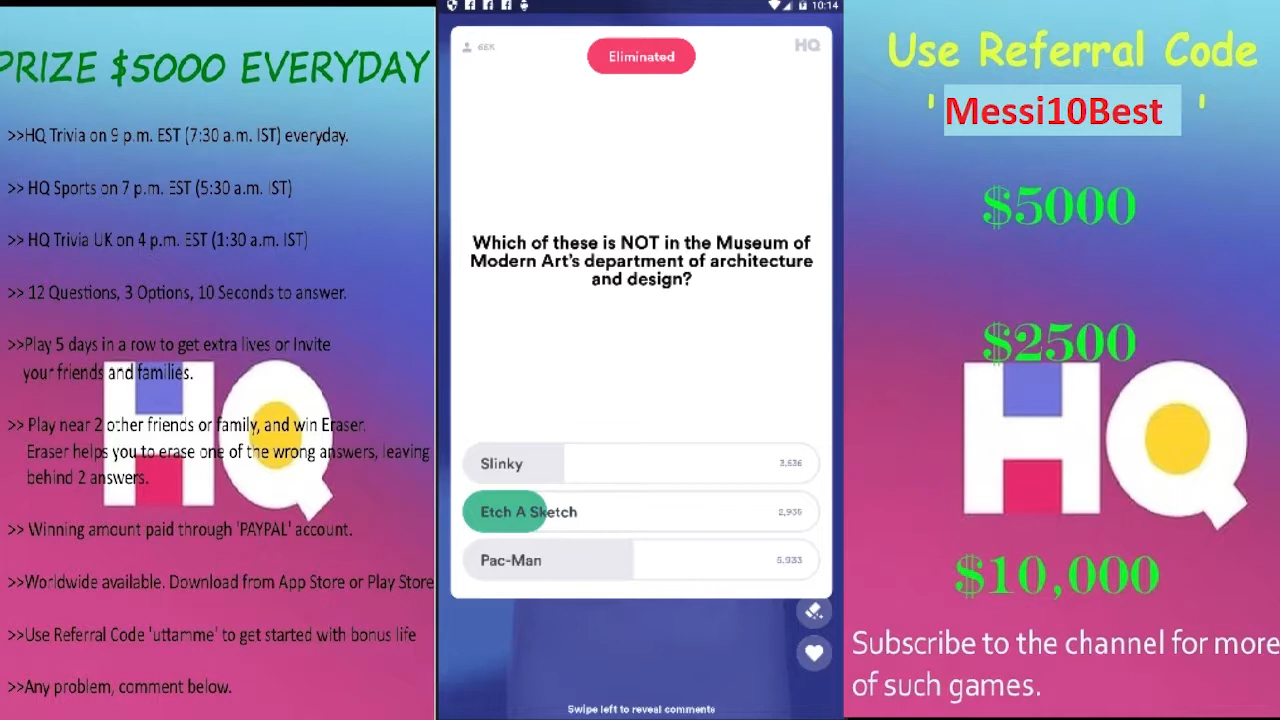 PRIZE $5000 EVERYDAY
>>HQ Trivia on 9 p.m. EST (7:30 a.m. IST) everyday.
>> HQ Sports on 7 p.m. EST (5:30 a.m. IST)
>> HQ Trivia UK on 4 p.m. EST (1:30 a.m. IST)
>> 12 Questions, 3 Options, 10 Seconds to answer.
>>Play 5 days in a row to get extra lives or Invite
your friends and families.
>> Play near 2 other friends or family, and win Eraser.
Eraser helps you to erase one of the wrong answers, leaving
behind 2 answers.
>> Winning amount paid through 'PAYPAL' account.
>>Worldwide available. Download from App Store or Play Store
>>Use Referral Code 'uttamme' to get started with bonus life
>>Any problem, comment below.
HQ
10:14
Eliminated
HQ
Which of these is NOT in the Museum of
Modern Art's department of architecture
and design?
Slinky 3,636
Etch A Sketch 2,935
Pac-Man 5,933
Swipe left to reveal comments
Use Referral Code
' Messi10Best '
$5000
$2500
HQ
$10,000
Subscribe to the channel for more
of such games.